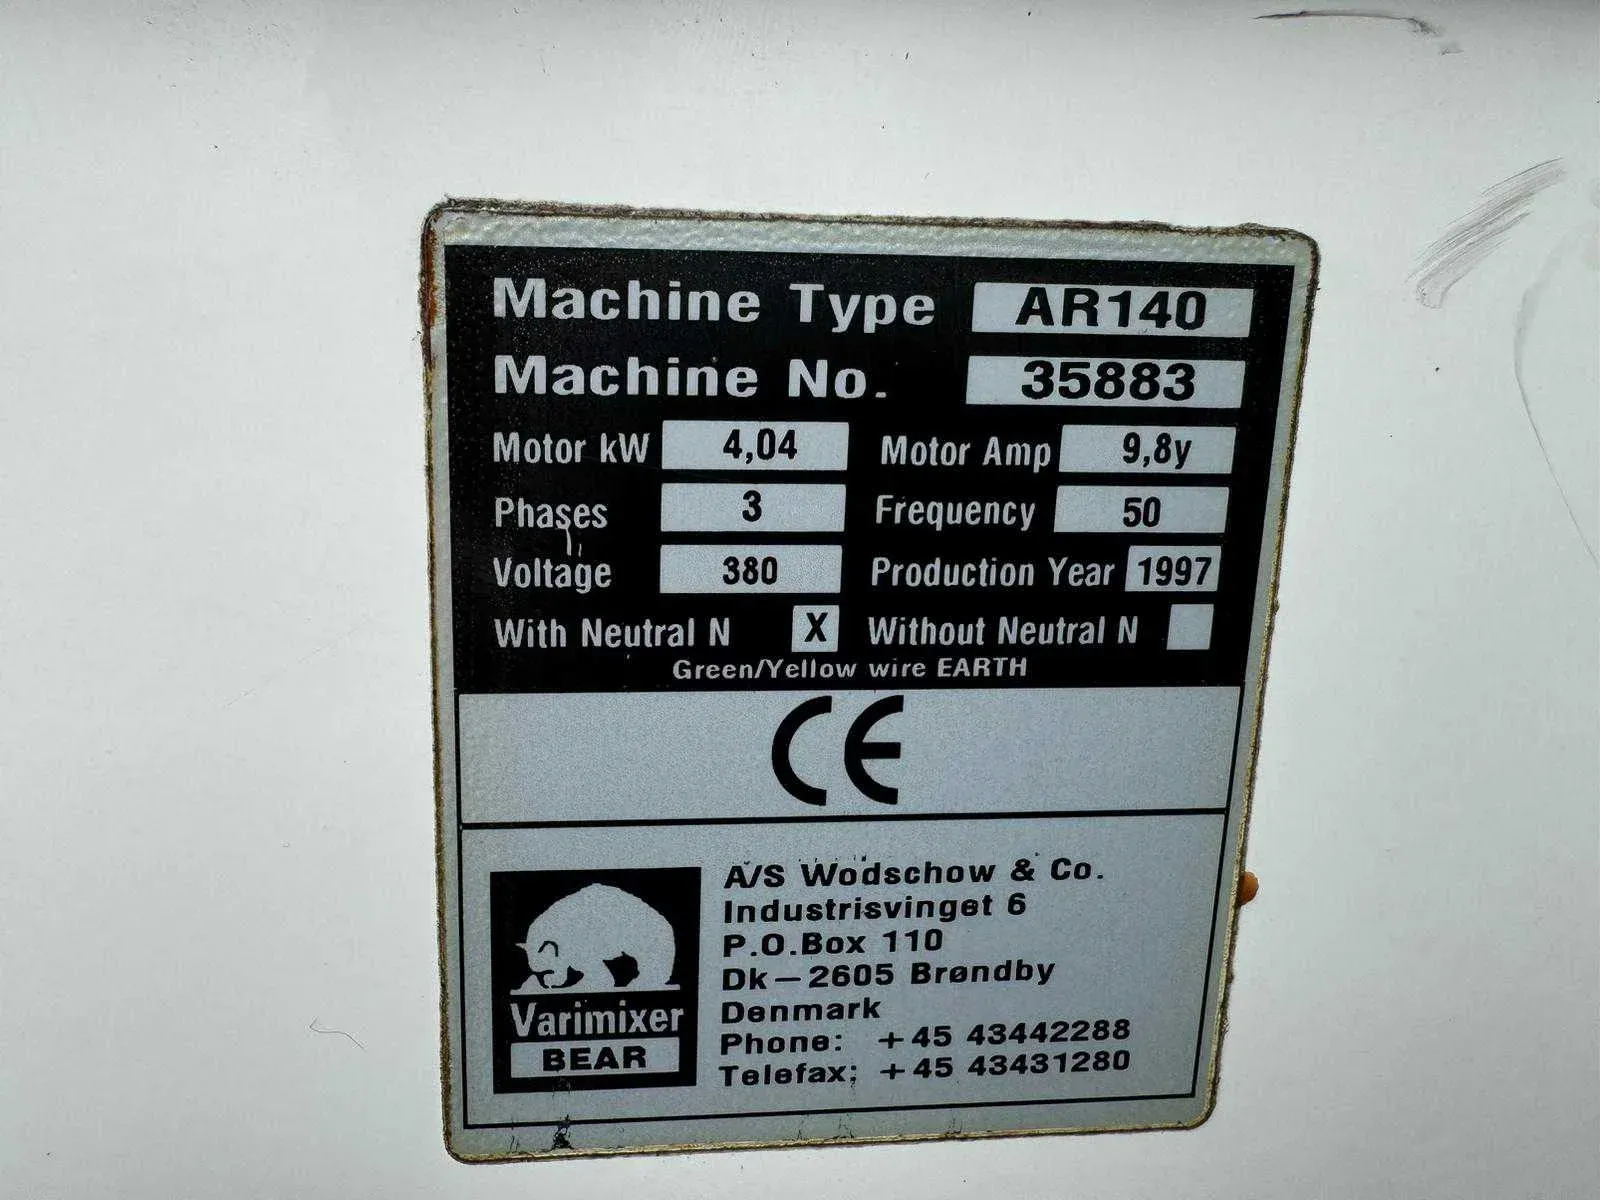 Machine Type AR140
Machine No. 35883
Motor kW 4,04 Motor Amp 9,8y
Phases 3 Frequency 50
Voltage 380 Production Year 1997
With Neutral N X Without Neutral N
Green/Yellow wire EARTH
CE
A/S Wodschow & Co.
Industrisvinget 6
P.O.Box 110
Dk-2605 Brøndby
Denmark
Phone: +45 43442288
Telefax: +45 43431280
Varimixer
BEAR